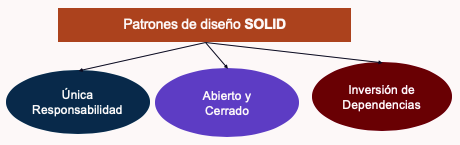 Patrones de diseño SOLID
Única
Responsabilidad
Abierto y
Cerrado
Inversión de
Dependencias